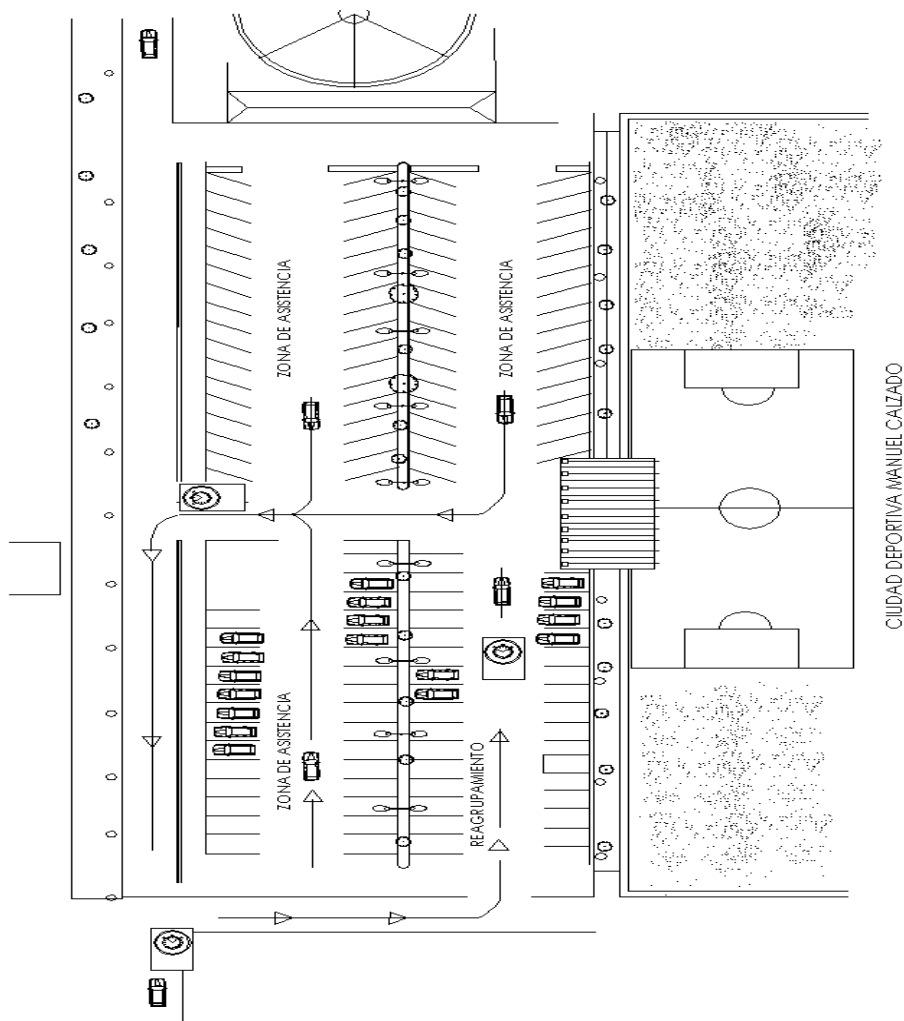 ZONA DE ASISTENCIA
ZONA DE ASISTENCIA
ZONA DE ASISTENCIA
REAGRUPAMIENTO
CIUDAD DEPORTIVA MANUEL CALZADO